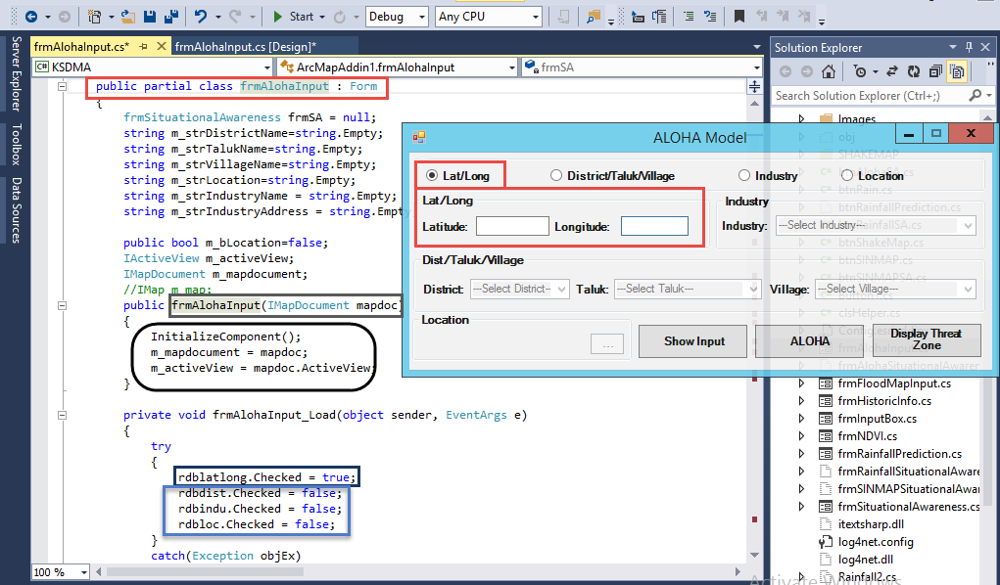 Start Debug Any CPU
frmAlohaInput.cs* frmAlohaInput.cs [Design]*
KSDMA ArcMapAddin1.frmAlohaInput frmSA
Server Explorer
Toolbox
Data Sources
public partial class frmAlohaInput : Form
{
frmSituationalAwareness frmSA = null;
string m_strDistrictName=string.Empty;
string m_strTalukName=string.Empty;
string m_strVillageName=string.Empty;
string m_strLocation=string.Empty;
string m_strIndustryName = string.Empty;
string m_strIndustryAddress = string.Empty
public bool m_bLocation=false;
IActiveView m_activeView;
IMapDocument m_mapdocument;
//IMap m_map;
public frmAlohaInput(IMapDocument mapdoc)
{
InitializeComponent();
m_mapdocument = mapdoc;
m_activeView = mapdoc.ActiveView;
}
private void frmAlohaInput_Load(object sender, EventArgs e)
{
try
{
rdblatlong.Checked = true;
rdbdist.Checked = false;
rdbindu.Checked = false;
rdbloc.Checked = false;
}
catch(Exception objEx)
100 %
ALOHA Model
Lat/Long District/Taluk/Village Industry Location
Lat/Long
Latitude: Longitude:
Industry
Industry: ---Select Industry---
Dist/Taluk/Village
District: ---Select District--- Taluk: ---Select Taluk--- Village: ---Select Village---
Location
... Show Input ALOHA Display Threat
Zone
Solution Explorer
Search Solution Explorer (Ctrl+;)
Images
obj
SHAKEMAP
btnRain.cs
btnRainfallPrediction.cs
btnShakeMap.cs
btnSINMAP.cs
btnSINMAPSA.cs
clsHelper.cs
frmAlohaSituationalAwarer
frmFloodMapInput.cs
frmHistoricInfo.cs
frmInputBox.cs
frmNDVI.cs
frmRainfallPrediction.cs
frmRainfallSituationalAware
frmSINMAPSituationalAwar
frmSituationalAwareness.cs
itextsharp.dll
log4net.config
log4net.dll
Rainfall2.cs
Activate Windows